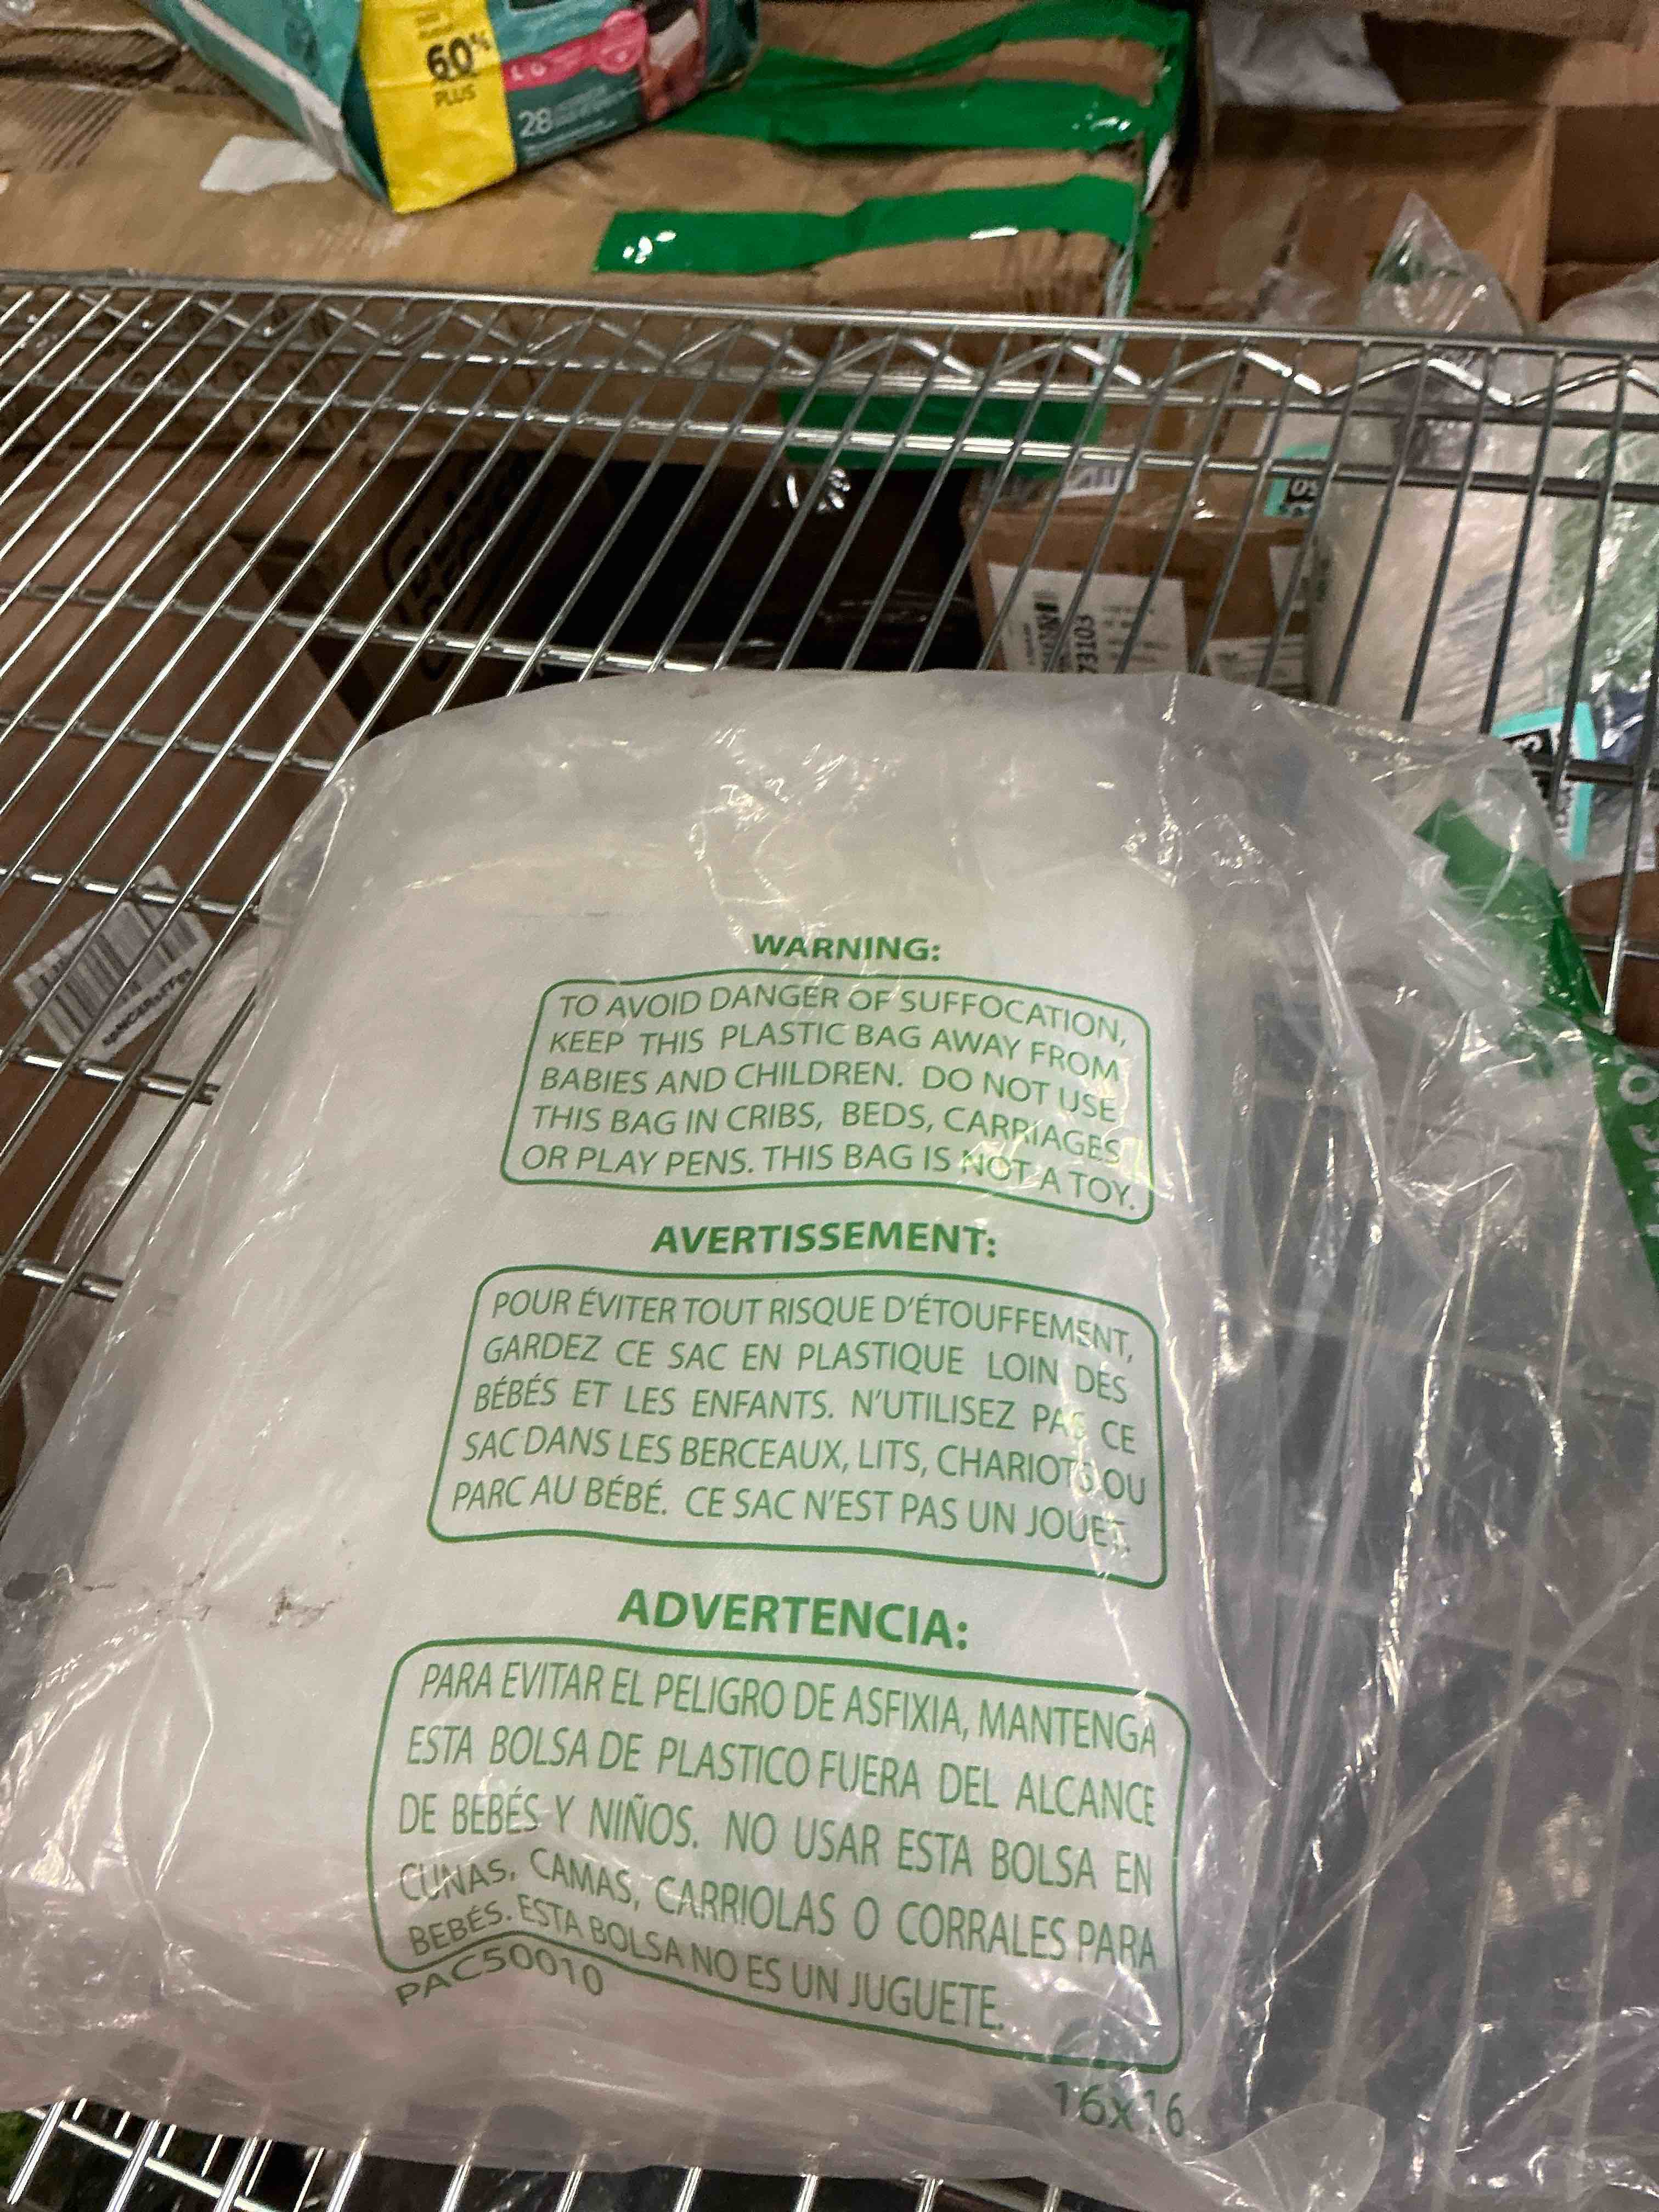 60%
PLUS
28
73103
WARNING:
TO AVOID DANGER OF SUFFOCATION,
KEEP THIS PLASTIC BAG AWAY FROM
BABIES AND CHILDREN. DO NOT USE
THIS BAG IN CRIBS, BEDS, CARRIAGES
OR PLAY PENS. THIS BAG IS NOT A TOY.
AVERTISSEMENT:
POUR ÉVITER TOUT RISQUE D'ÉTOUFFEMENT,
GARDEZ CE SAC EN PLASTIQUE LOIN DES
BÉBÉS ET LES ENFANTS. N'UTILISEZ PAS CE
SAC DANS LES BERCEAUX, LITS, CHARIOTS OU
PARC AU BÉBÉ. CE SAC N'EST PAS UN JOUET.
ADVERTENCIA:
PARA EVITAR EL PELIGRO DE ASFIXIA, MANTENGA
ESTA BOLSA DE PLASTICO FUERA DEL ALCANCE
DE BEBÉS Y NIÑOS. NO USAR ESTA BOLSA EN
CUNAS, CAMAS, CARRIOLAS O CORRALES PARA
BEBÉS. ESTA BOLSA NO ES UN JUGUETE.
PAC50010
16x16